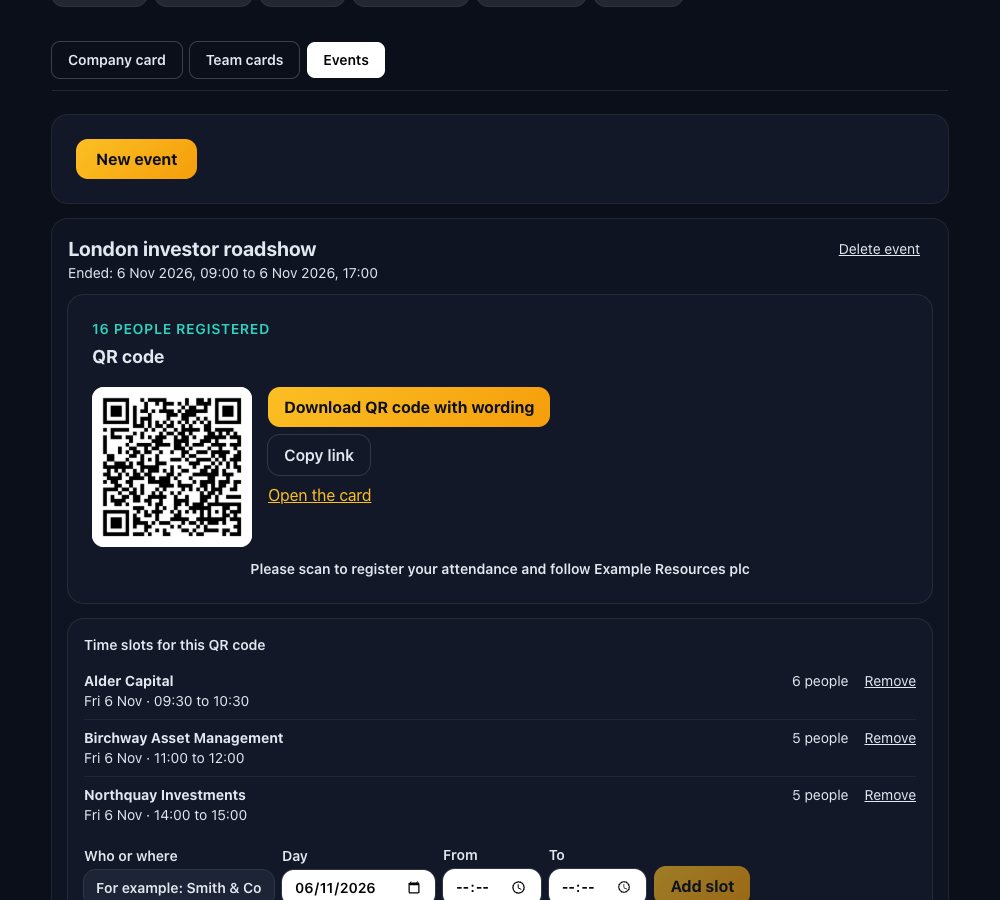 Company card
Team cards
Events
New event
London investor roadshow
Delete event
Ended: 6 Nov 2026, 09:00 to 6 Nov 2026, 17:00
16 PEOPLE REGISTERED
QR code
Download QR code with wording
Copy link
Open the card
Please scan to register your attendance and follow Example Resources plc
Time slots for this QR code
Alder Capital
6 people
Remove
Fri 6 Nov · 09:30 to 10:30
Birchway Asset Management
5 people
Remove
Fri 6 Nov · 11:00 to 12:00
Northquay Investments
5 people
Remove
Fri 6 Nov · 14:00 to 15:00
Who or where
Day
From
To
For example: Smith & Co
06/11/2026
--:--
--:--
Add slot